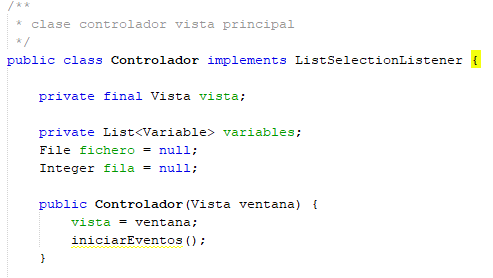 /**
 * clase controlador vista principal
 */
public class Controlador implements ListSelectionListener {
private final Vista vista;
private List<Variable> variables;
File fichero = null;
Integer fila = null;
public Controlador(Vista ventana) {
vista = ventana;
iniciarEventos();
}